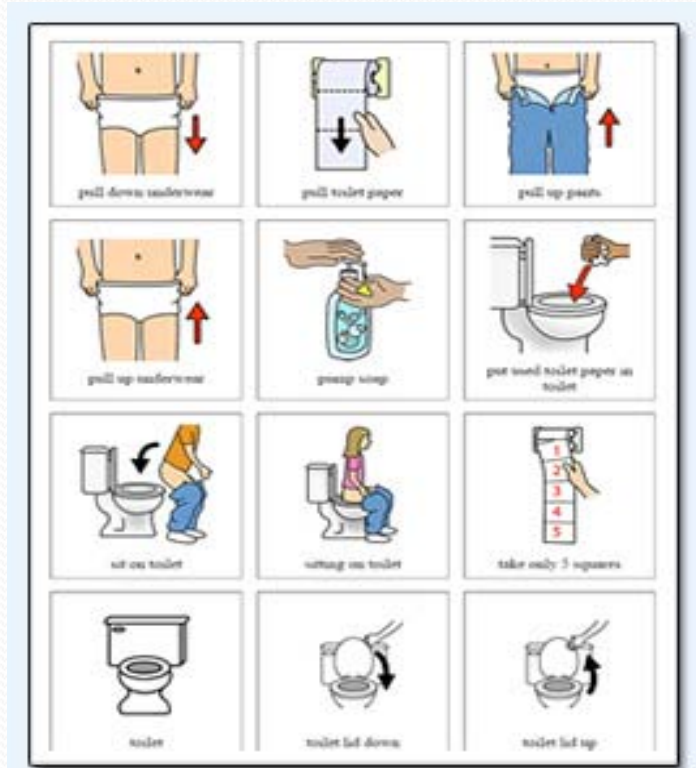 pull down underwear
pull toilet paper
pull up pants
pull up underwear
pump soap
put used toilet paper in
toilet
sit on toilet
sitting on toilet
1
2
3
4
5
take only 5 squares
toilet
toilet lid down
toilet lid up